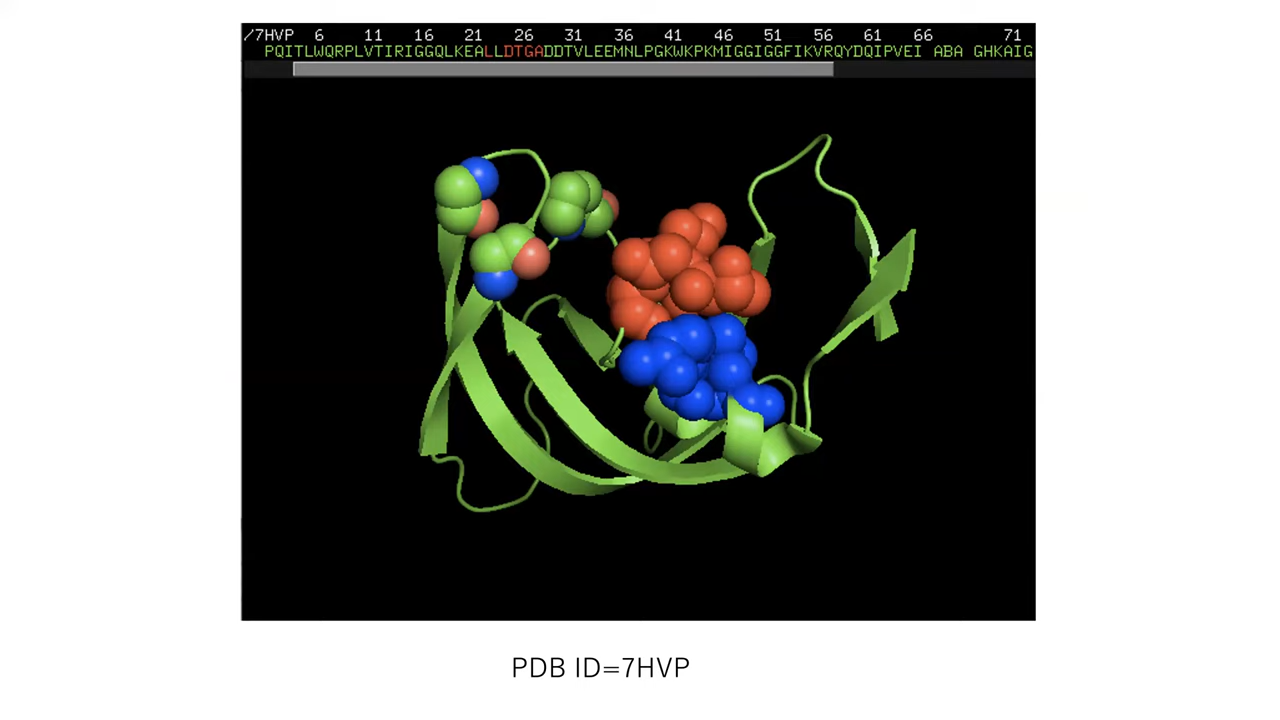 /7HVP 6 11 16 21 26 31 36 41 46 51 56 61 66 71
PQITLWQRPLVTIRIGGQLKEALLDTGADDTVLEEMNLPGKWKPKMIGGIGGFIKVRQYDQIPVEI ABA GHKAIG
PDB ID=7HVP